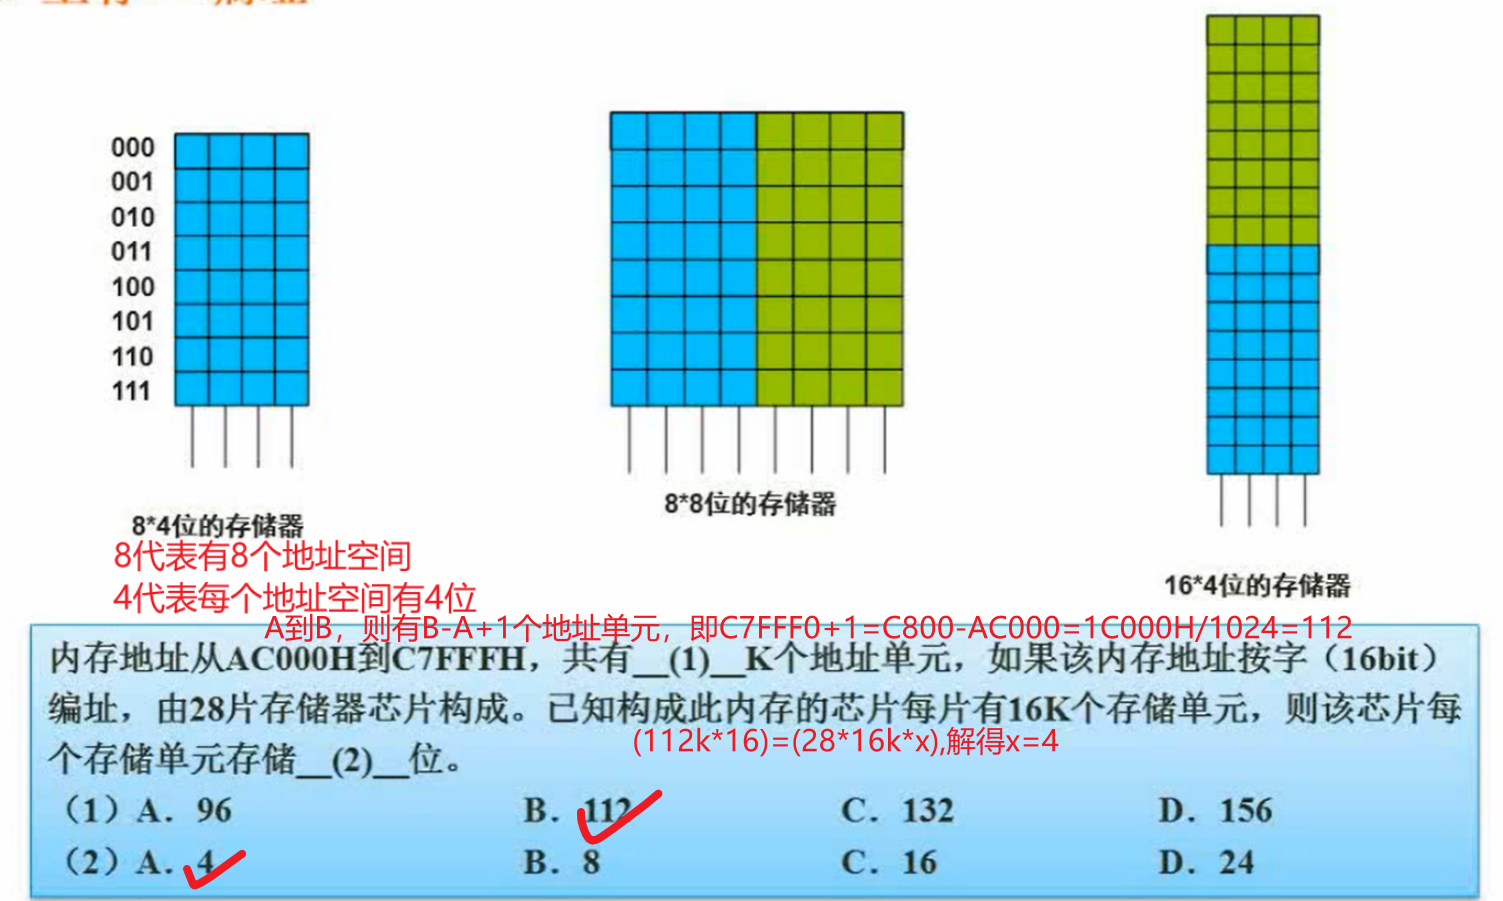 000
001
010
011
100
101
110
111
8*4位的存储器
8*8位的存储器
16*4位的存储器
8代表有8个地址空间
4代表每个地址空间有4位
A到B，则有B-A+1个地址单元，即C7FFF0+1=C800-AC000=1C000H/1024=112
内存地址从AC000H到C7FFFH，共有__(1)__K个地址单元，如果该内存地址按字（16bit）
编址，由28片存储器芯片构成。已知构成此内存的芯片每片有16K个存储单元，则该芯片每
(112k*16)=(28*16k*x),解得x=4
个存储单元存储__(2)__位。
（1）A．96 B．112 C．132 D．156
（2）A．4 B．8 C．16 D．24